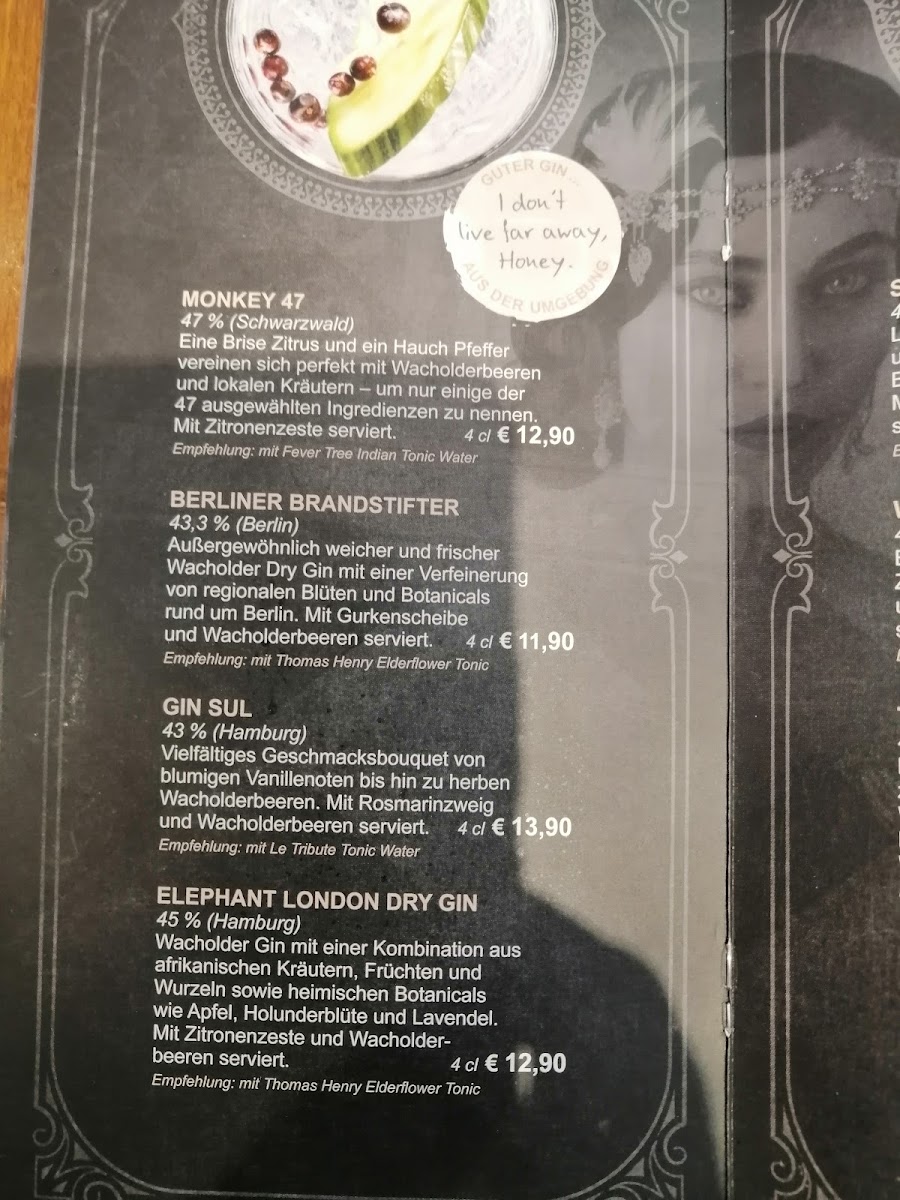 GUTER GIN...
I don't
live far away,
Honey.
AUS DER UMGEBUNG
MONKEY 47
47 % (Schwarzwald)
Eine Brise Zitrus und ein Hauch Pfeffer
vereinen sich perfekt mit Wacholderbeeren
und lokalen Kräutern – um nur einige der
47 ausgewählten Ingredienzen zu nennen.
Mit Zitronenzeste serviert. 4 cl € 12,90
Empfehlung: mit Fever Tree Indian Tonic Water
BERLINER BRANDSTIFTER
43,3 % (Berlin)
Außergewöhnlich weicher und frischer
Wacholder Dry Gin mit einer Verfeinerung
von regionalen Blüten und Botanicals
rund um Berlin. Mit Gurkenscheibe
und Wacholderbeeren serviert. 4 cl € 11,90
Empfehlung: mit Thomas Henry Elderflower Tonic
GIN SUL
43 % (Hamburg)
Vielfältiges Geschmacksbouquet von
blumigen Vanillenoten bis hin zu herben
Wacholderbeeren. Mit Rosmarinzweig
und Wacholderbeeren serviert. 4 cl € 13,90
Empfehlung: mit Le Tribute Tonic Water
ELEPHANT LONDON DRY GIN
45 % (Hamburg)
Wacholder Gin mit einer Kombination aus
afrikanischen Kräutern, Früchten und
Wurzeln sowie heimischen Botanicals
wie Apfel, Holunderblüte und Lavendel.
Mit Zitronenzeste und Wacholder-
beeren serviert. 4 cl € 12,90
Empfehlung: mit Thomas Henry Elderflower Tonic